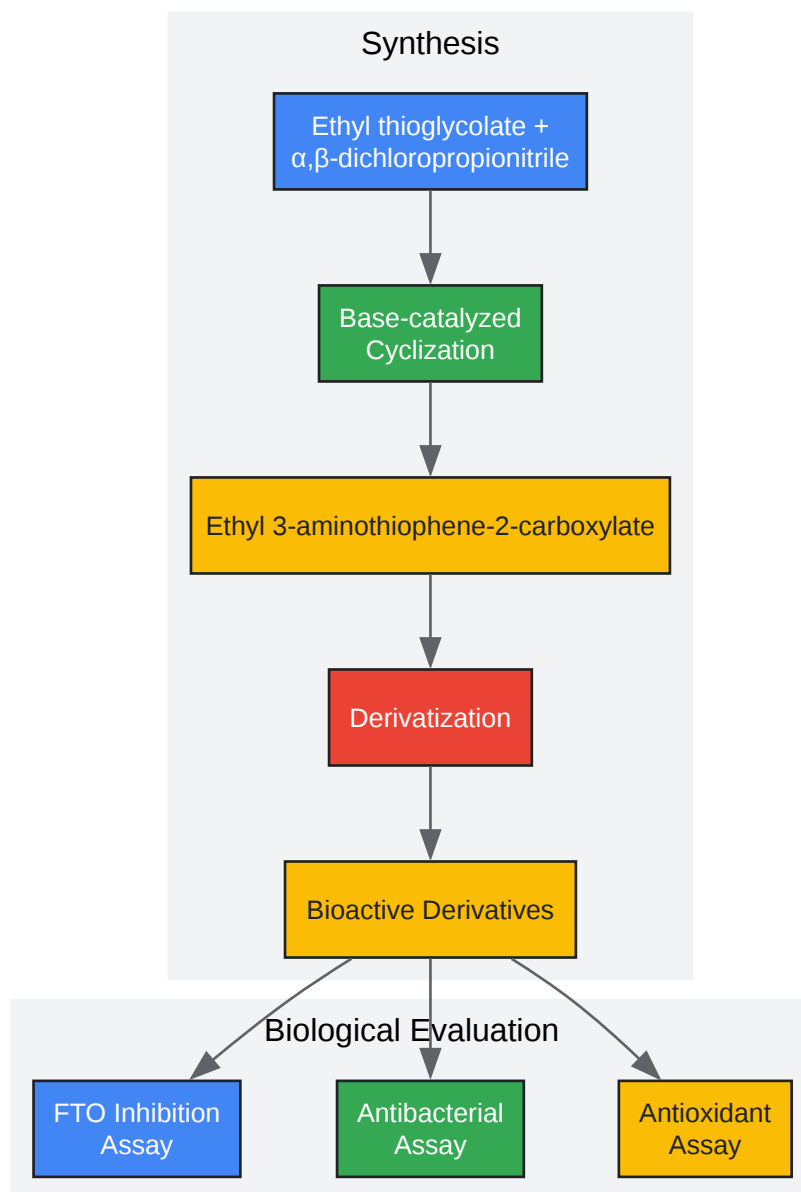 Synthesis
Ethyl thioglycolate +
α,β-dichloropropionitrile
Base-catalyzed
Cyclization
Ethyl 3-aminothiophene-2-carboxylate
Derivatization
Bioactive Derivatives
Biological Evaluation
FTO Inhibition
Assay
Antibacterial
Assay
Antioxidant
Assay